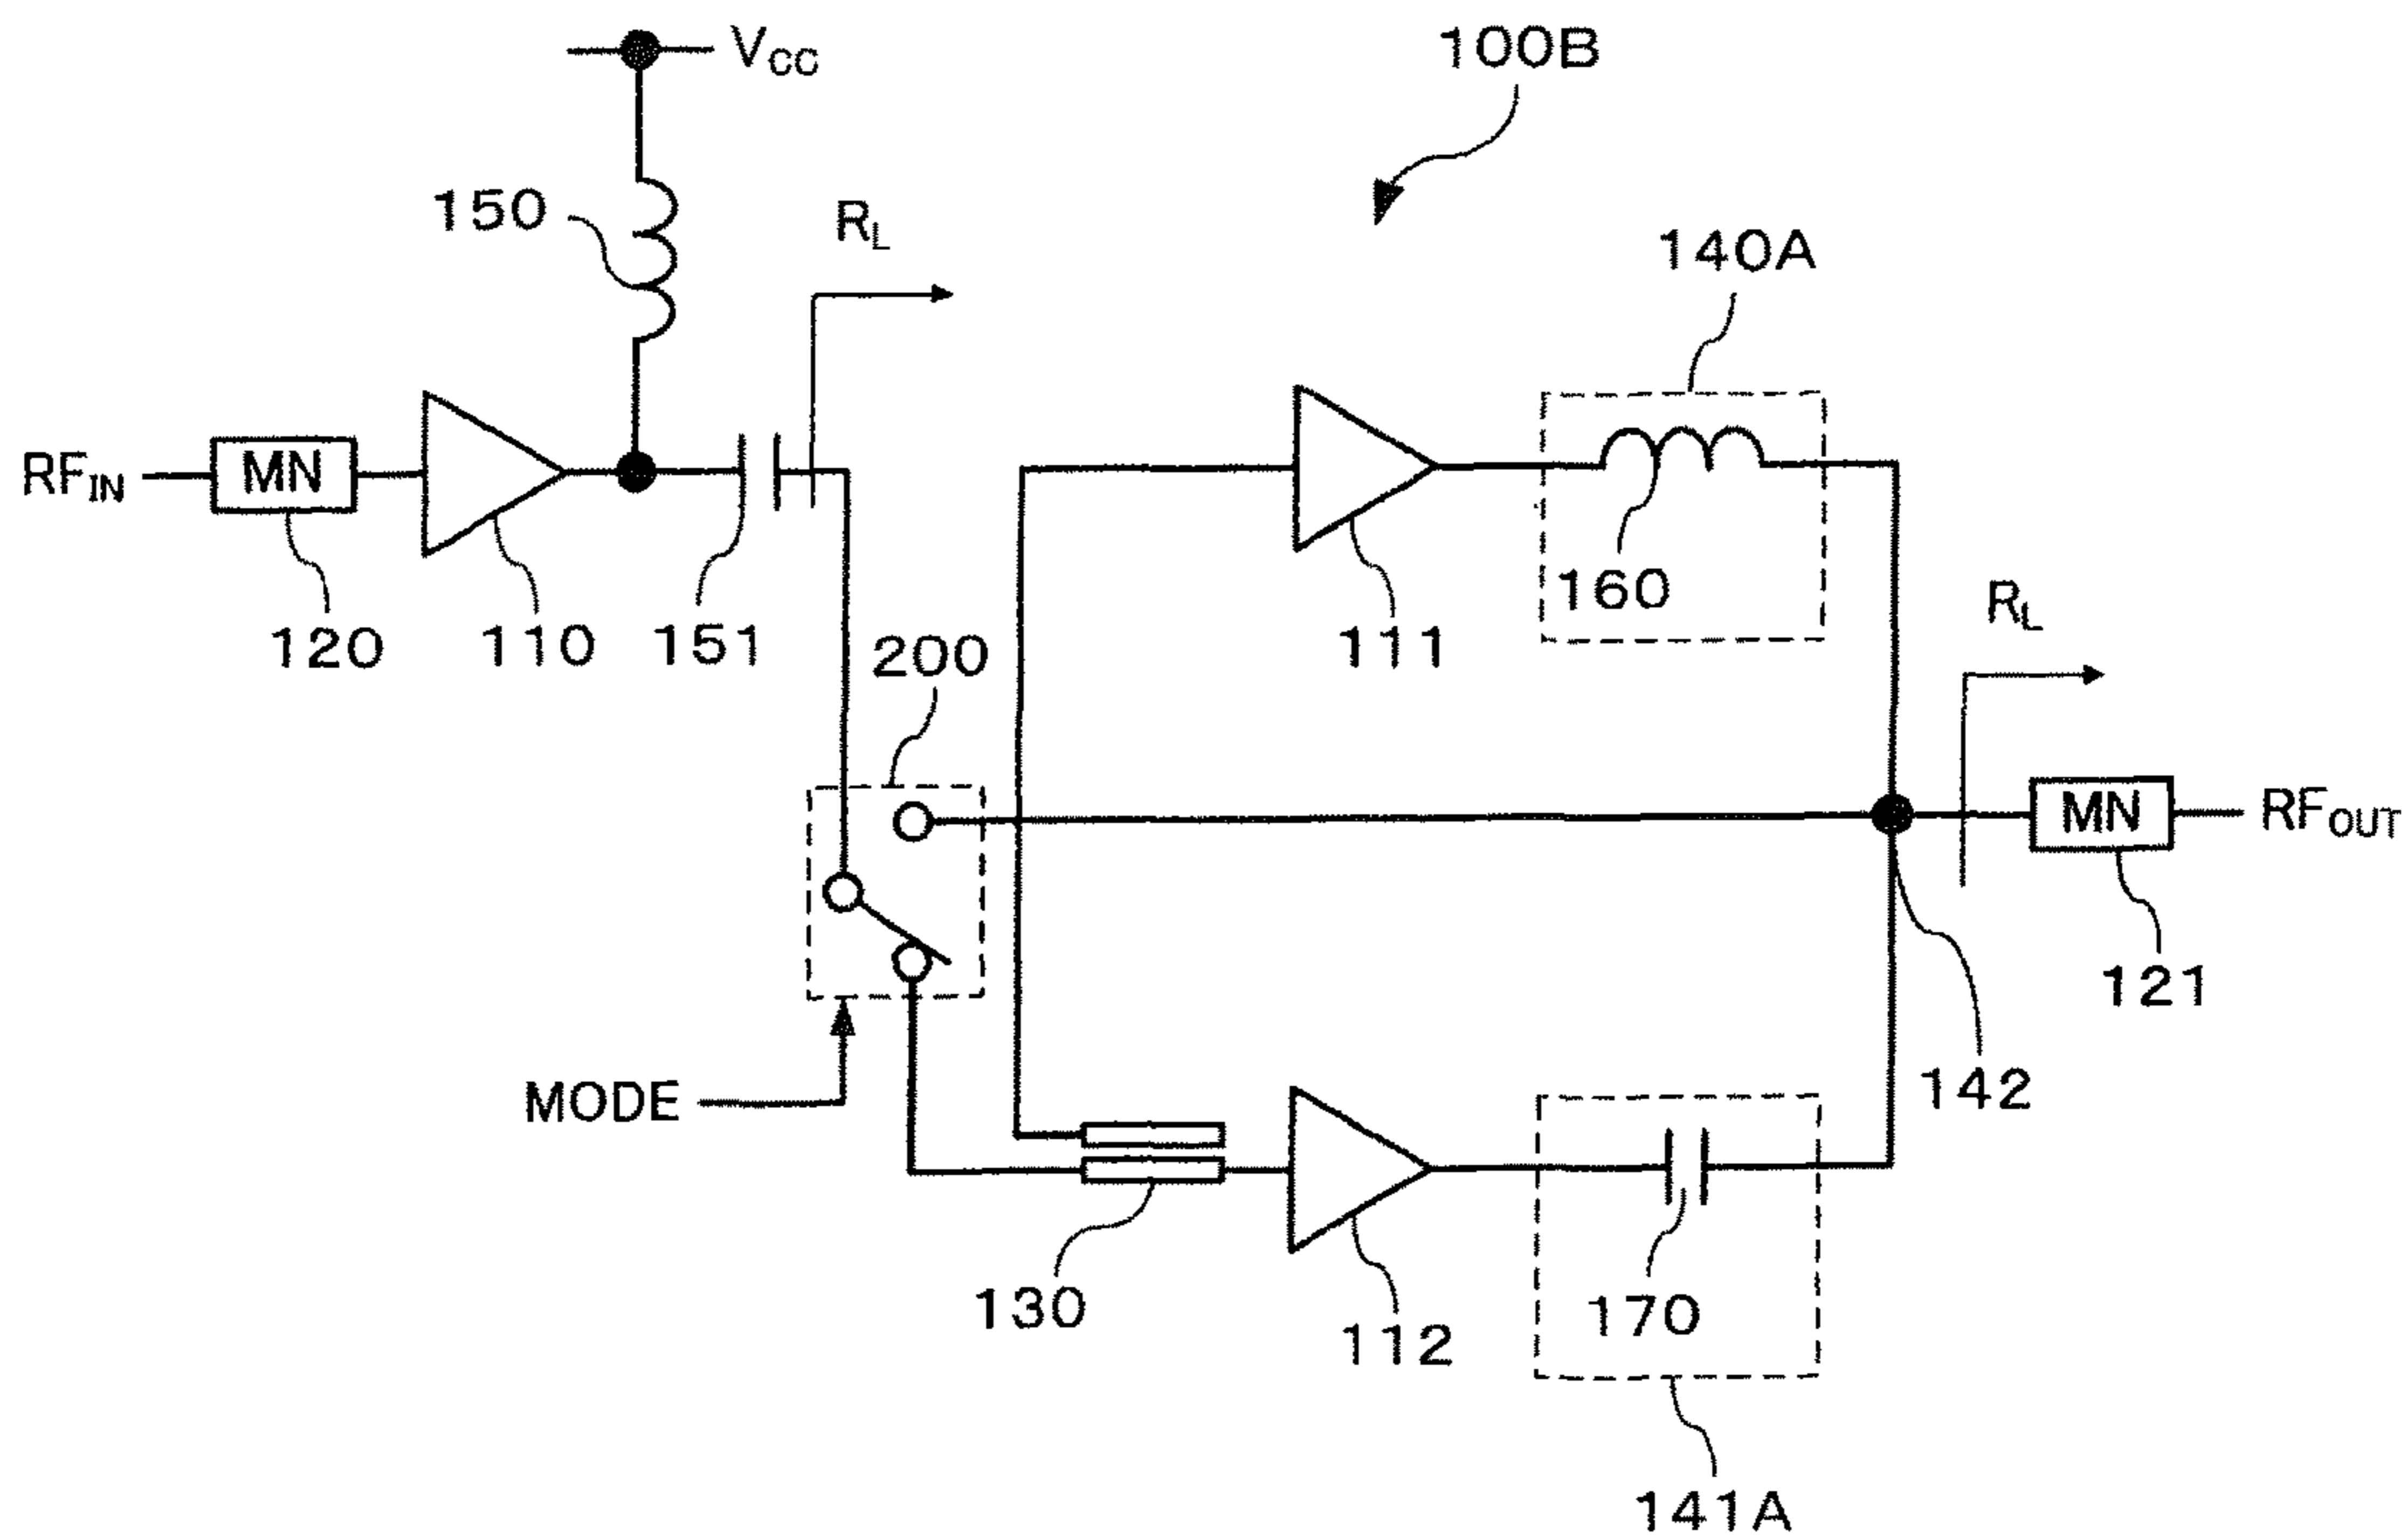 VCC
100B
150
RL
140A
RFIN
MN
160
120
110
151
200
111
RL
MN
RFOUT
121
MODE
142
130
112
170
141A